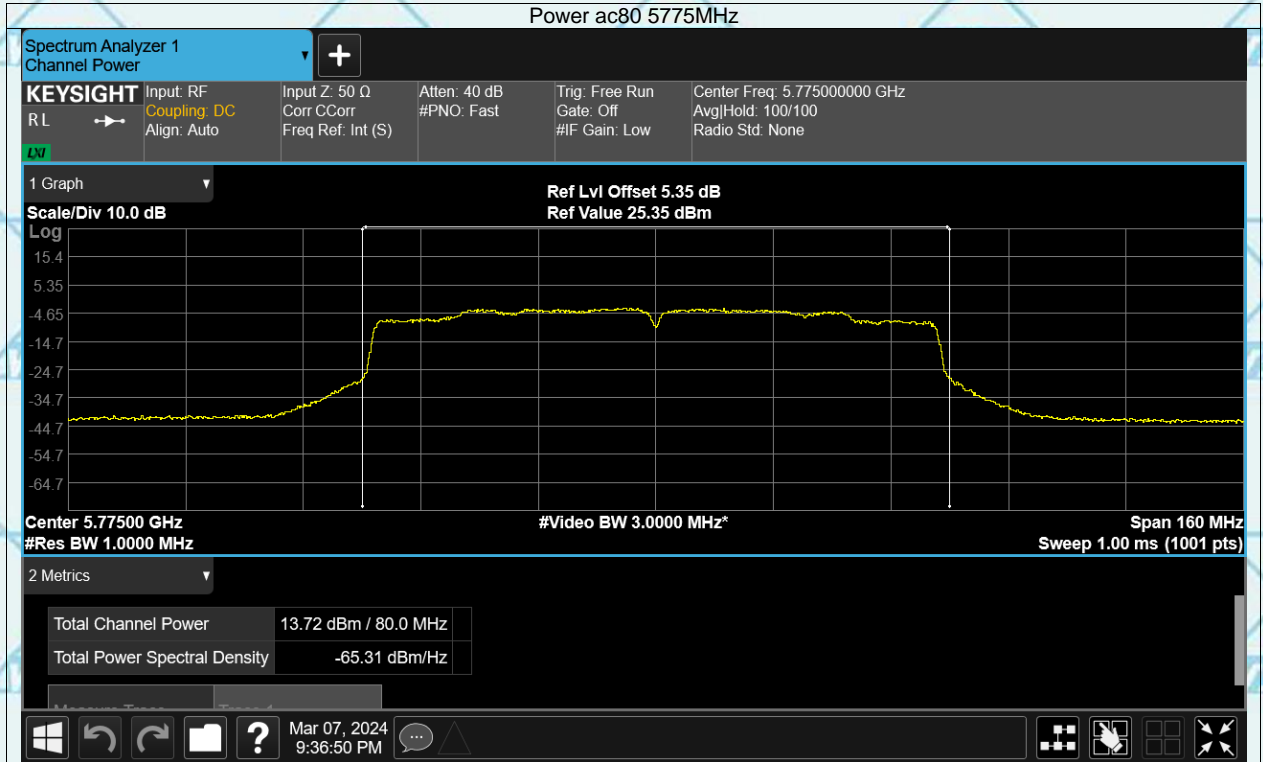 Power ac80 5775MHz
Spectrum Analyzer 1
Channel Power
KEYSIGHT
R L
LXI
Input: RF
Coupling: DC
Align: Auto
Input Z: 50 Ω
Corr CCorr
Freq Ref: Int (S)
Atten: 40 dB
#PNO: Fast
Trig: Free Run
Gate: Off
#IF Gain: Low
Center Freq: 5.775000000 GHz
Avg|Hold: 100/100
Radio Std: None
1 Graph
Scale/Div 10.0 dB
Ref Lvl Offset 5.35 dB
Ref Value 25.35 dBm
Log
15.4
5.35
-4.65
-14.7
-24.7
-34.7
-44.7
-54.7
-64.7
Center 5.77500 GHz
#Video BW 3.0000 MHz*
Span 160 MHz
#Res BW 1.0000 MHz
Sweep 1.00 ms (1001 pts)
2 Metrics
Total Channel Power 13.72 dBm / 80.0 MHz
Total Power Spectral Density -65.31 dBm/Hz
Mar 07, 2024
9:36:50 PM